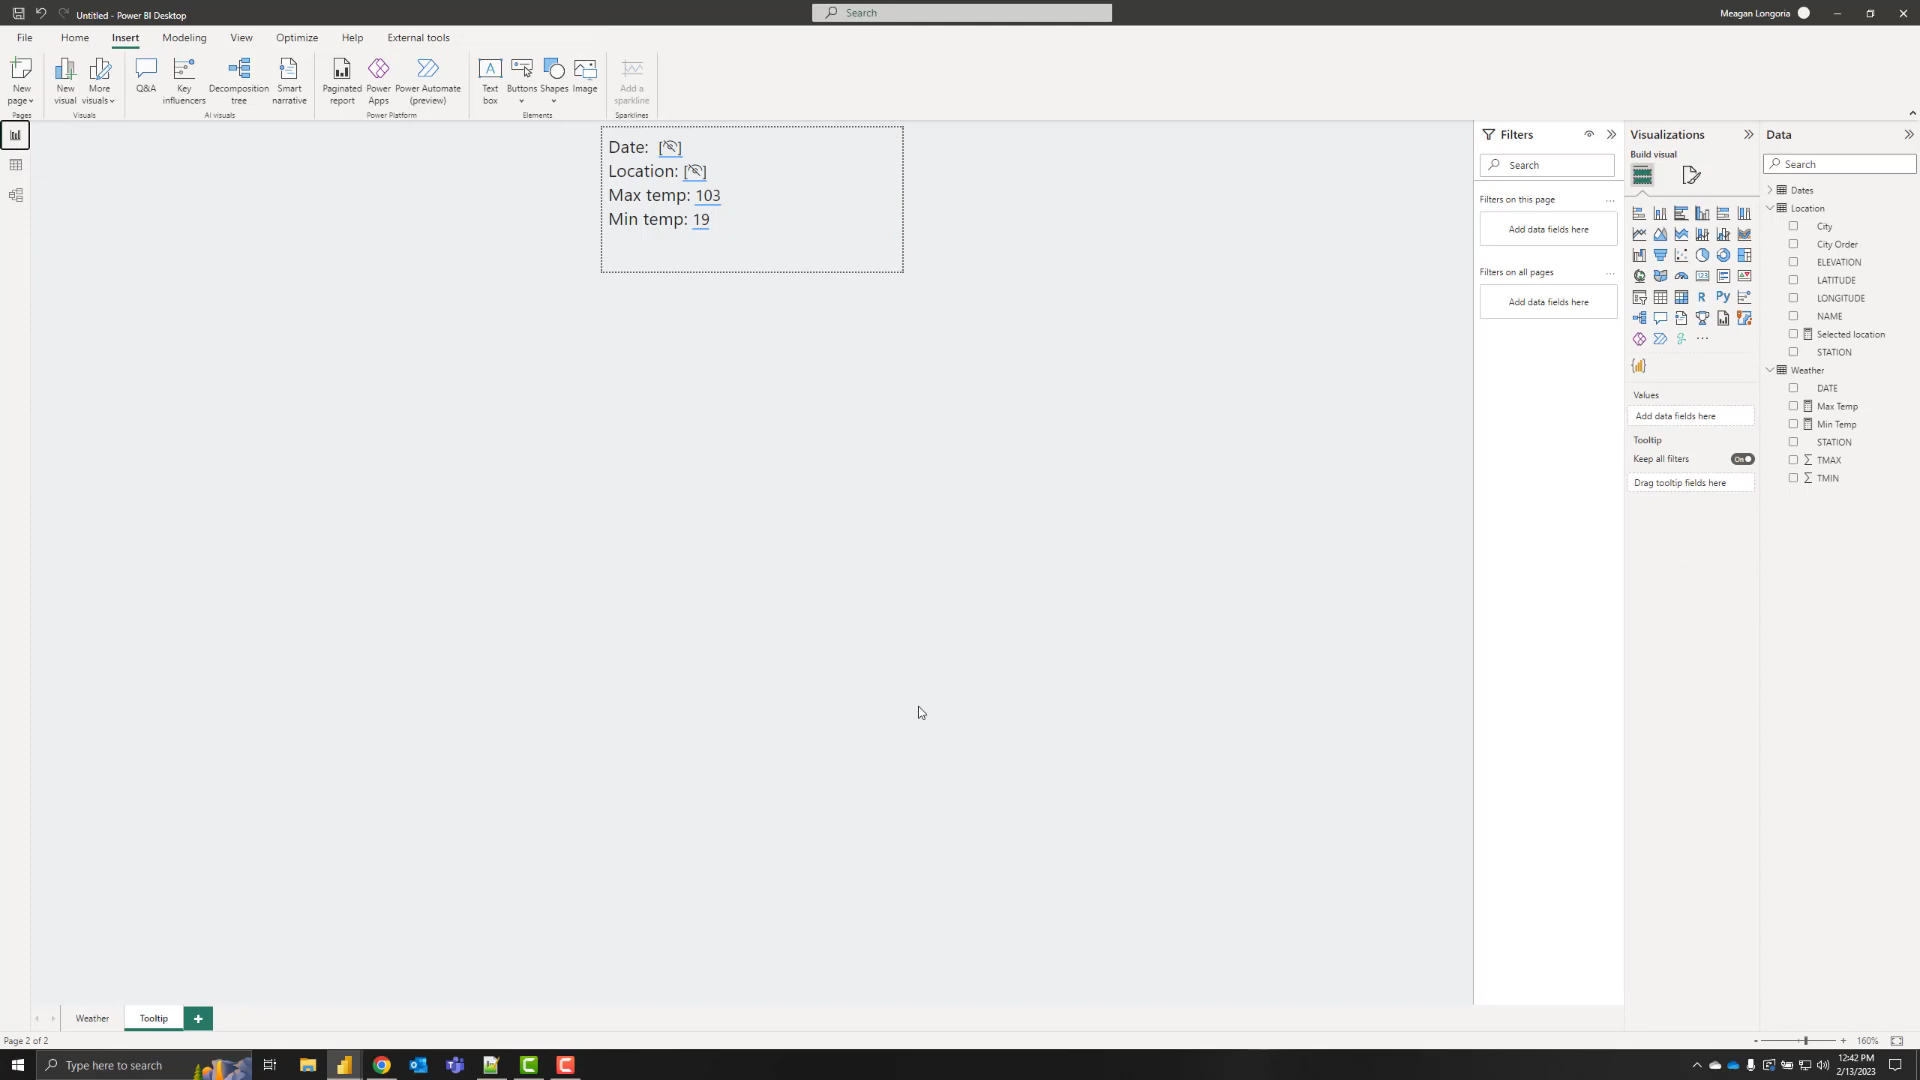 Untitled - Power BI Desktop
Search
Meagan Longoria
File Home Insert Modeling View Optimize Help External tools
New page
New visual
More visuals
Q&A
Key influencers
Decomposition tree
Smart narrative
Paginated report
Power Apps
Power Automate (preview)
Text box
Buttons
Shapes
Image
Add a sparkline
Pages
Visuals
AI visuals
Power Platform
Elements
Sparklines
Date: [ ]
Location: [ ]
Max temp: 103
Min temp: 19
Filters
Search
Filters on this page ...
Add data fields here
Filters on all pages ...
Add data fields here
Visualizations
Build visual
123
R
Py
...
Values
Add data fields here
Tooltip
Keep all filters On
Drag tooltip fields here
Data
Search
Dates
Location
City
City Order
ELEVATION
LATITUDE
LONGITUDE
NAME
Selected location
STATION
Weather
DATE
Max Temp
Min Temp
STATION
∑ TMAX
∑ TMIN
Weather
Tooltip
+
Page 2 of 2
- + 160%
Type here to search
12:42 PM
2/13/2023